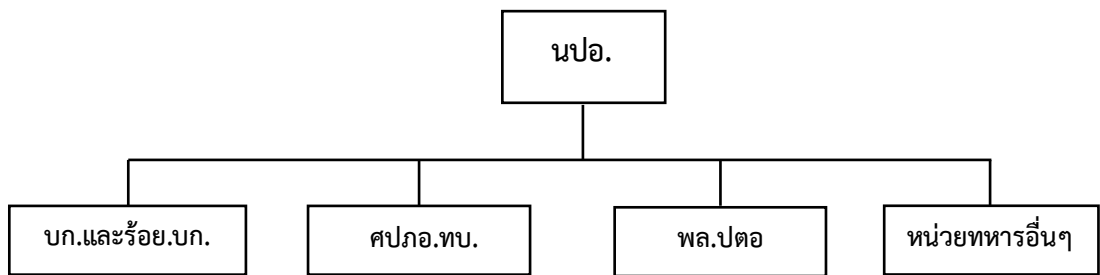 นปอ.
บก.และร้อย.บก.
ศปภอ.ทบ.
พล.ปตอ
หน่วยทหารอื่นๆ